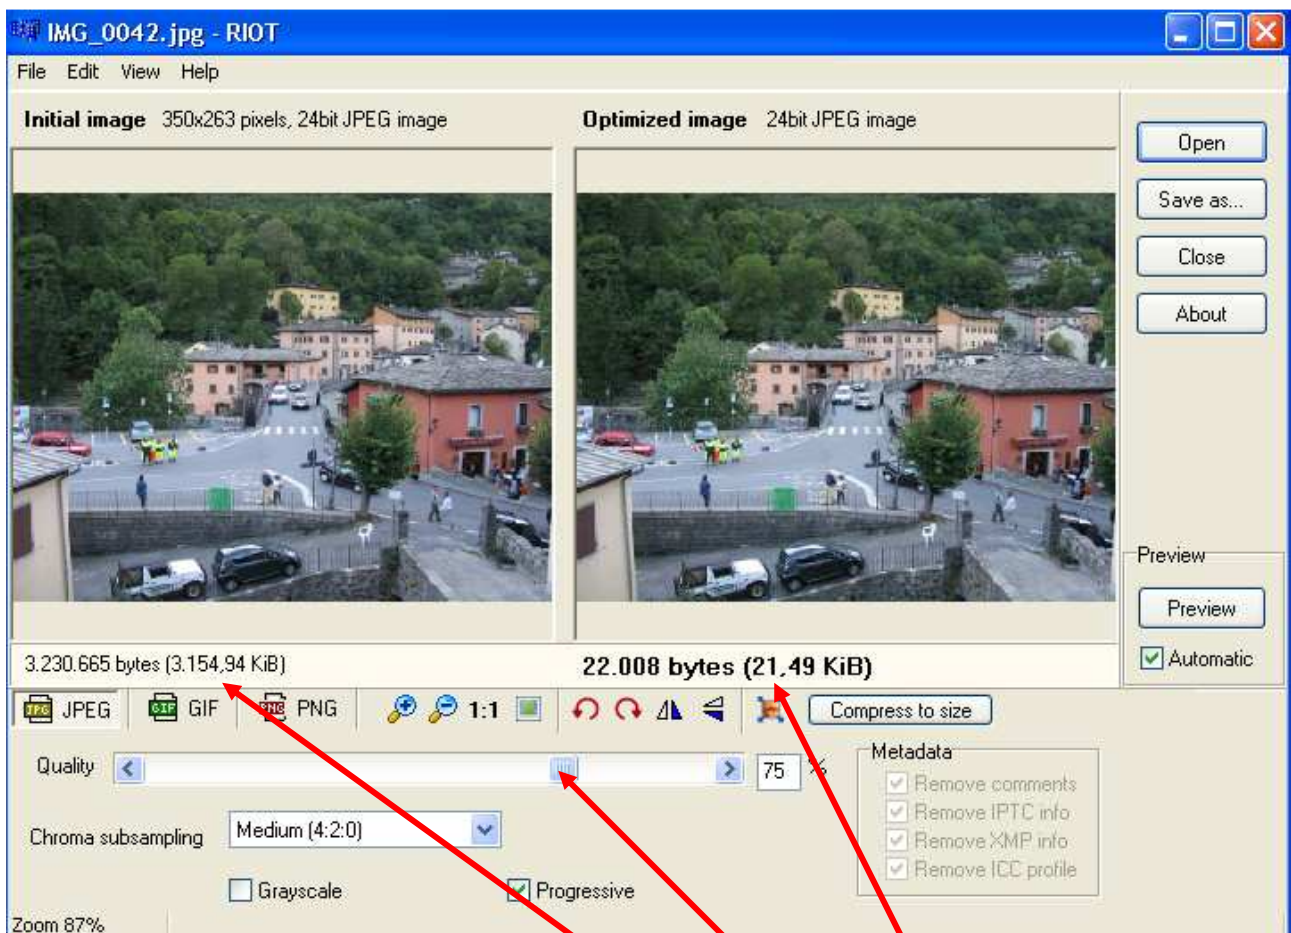 IMG_0042.jpg - RIOT
File Edit View Help
Initial image 350x263 pixels, 24bit JPEG image
Optimized image 24bit JPEG image
Open
Save as...
Close
About
Preview
Preview
Automatic
3.230.665 bytes (3.154,94 KiB)
22.008 bytes (21,49 KiB)
JPG JPEG GIF GIF PNG PNG 1:1 Compress to size
Quality 75 %
Metadata
Remove comments
Remove IPTC info
Remove XMP info
Remove ICC profile
Chroma subsampling Medium (4:2:0)
Grayscale Progressive
Zoom 87%